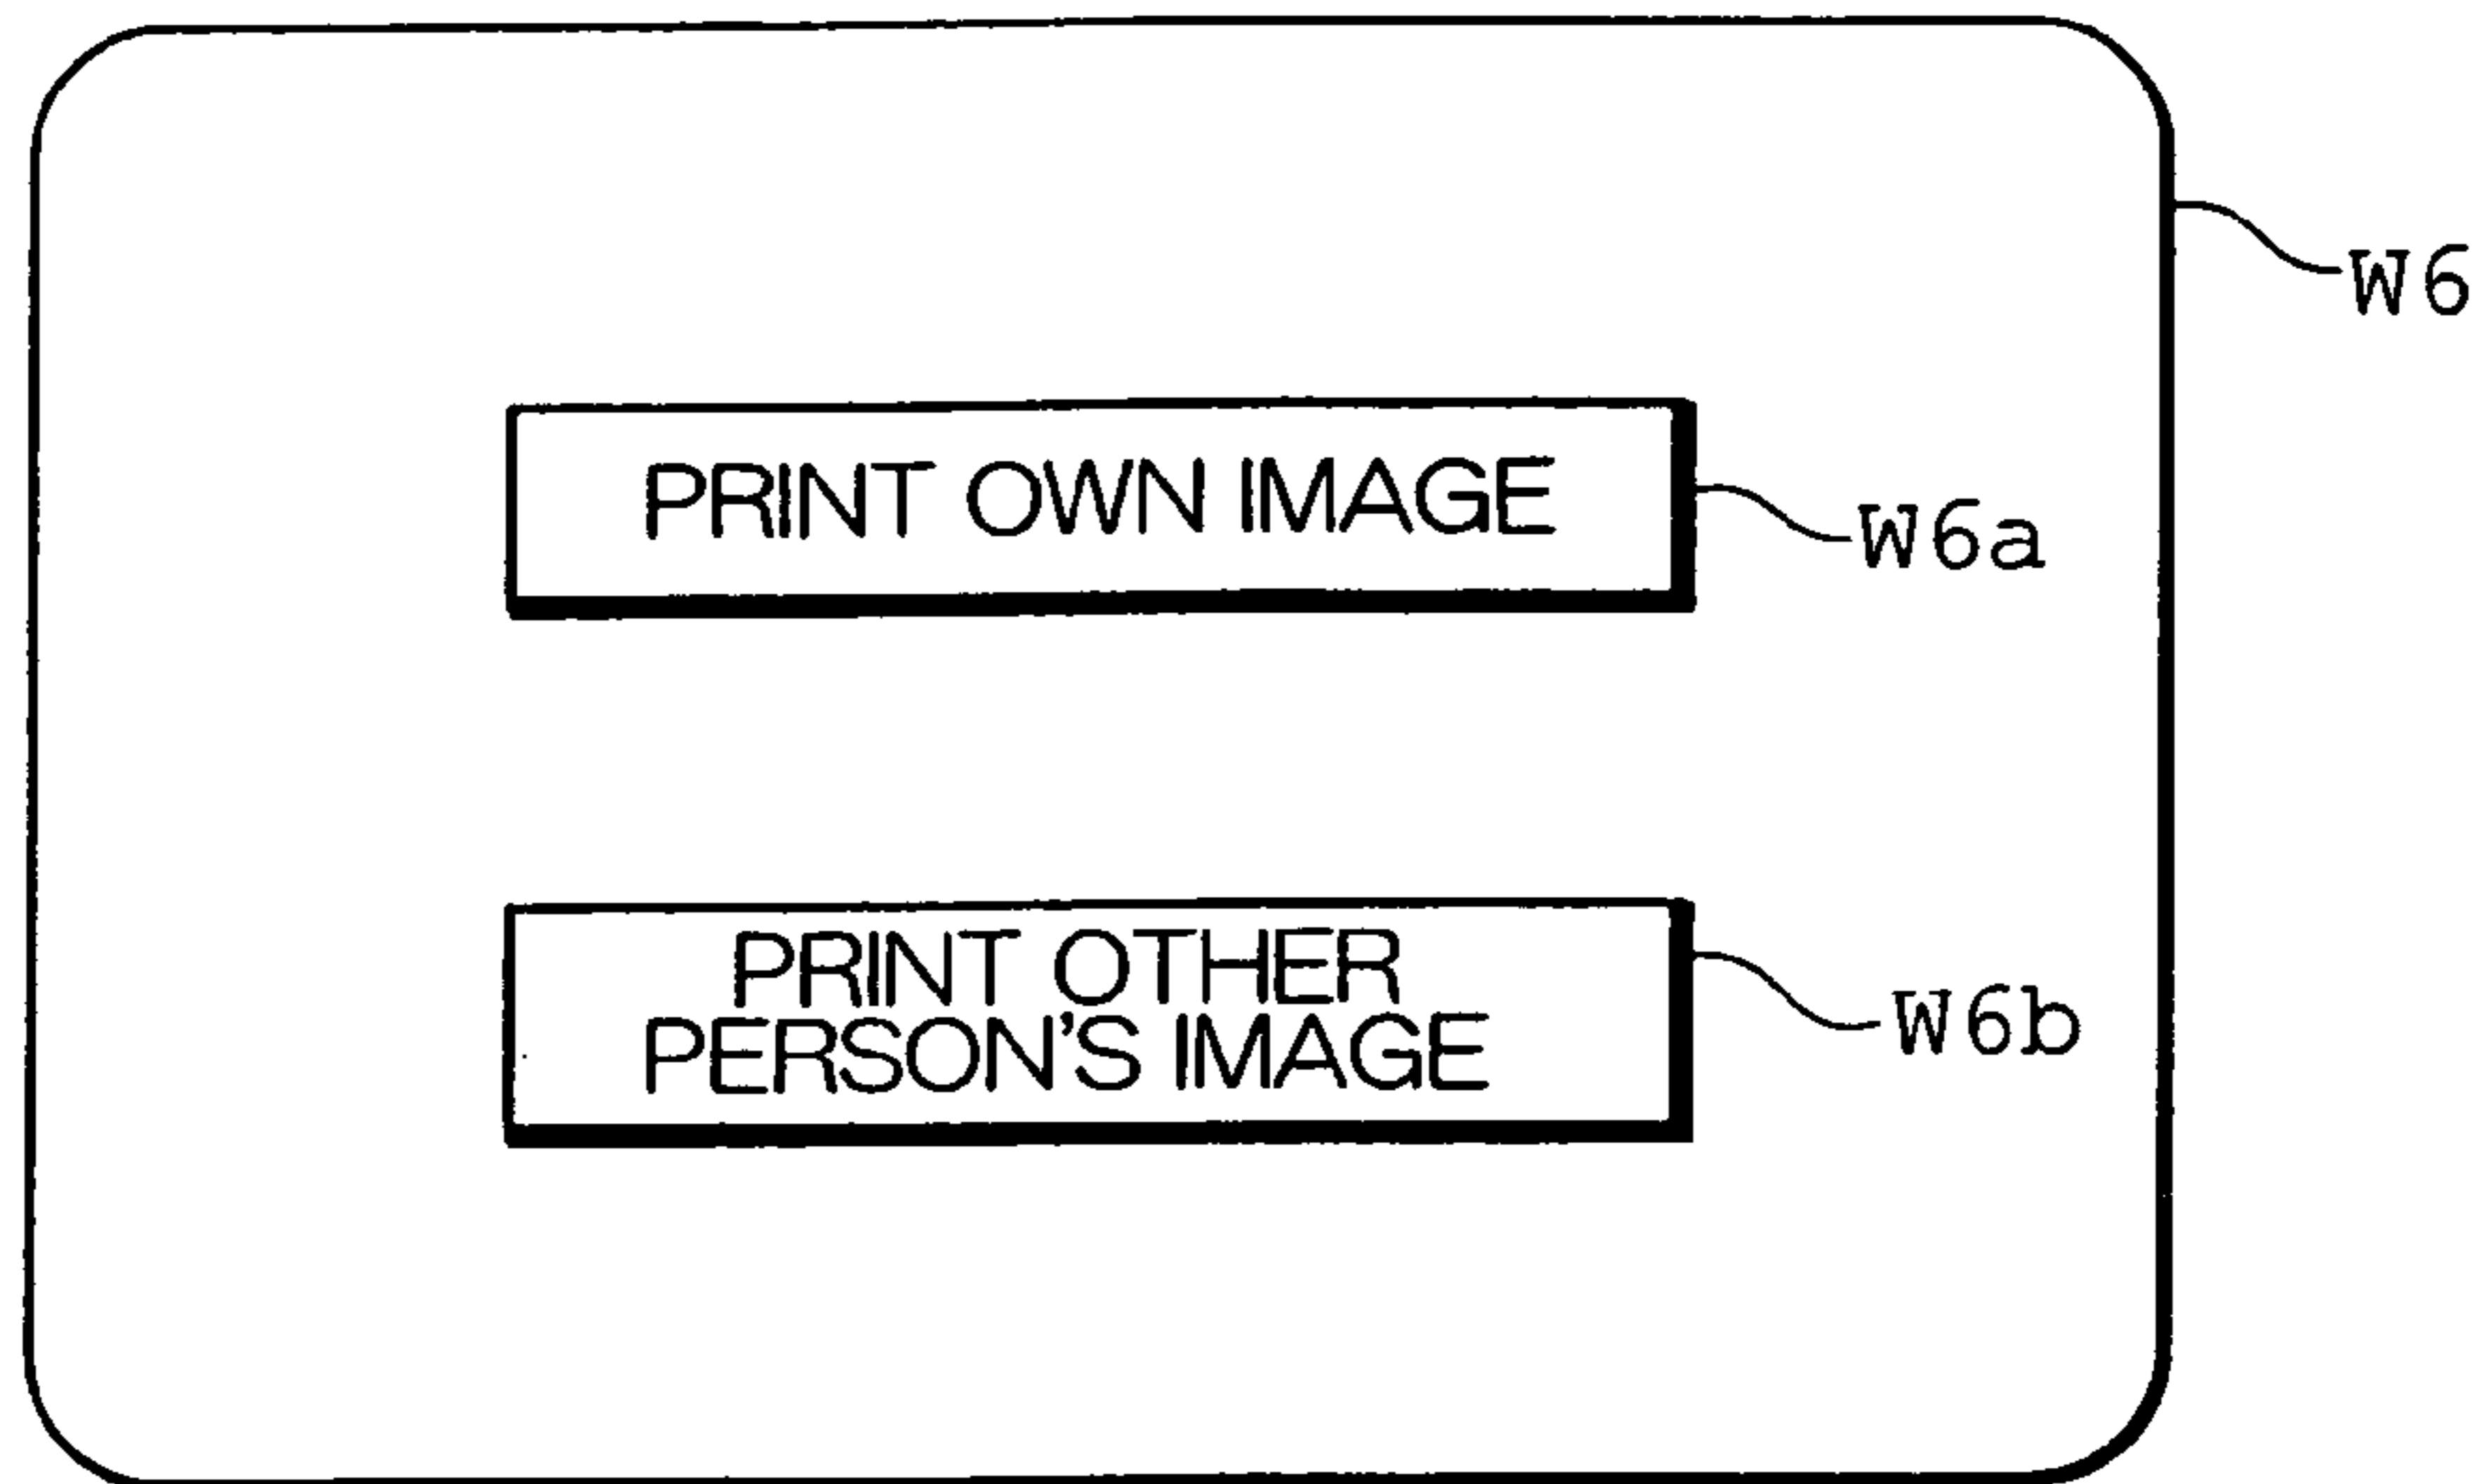 W6
PRINT OWN IMAGE
W6a
PRINT OTHER
PERSON'S IMAGE
W6b